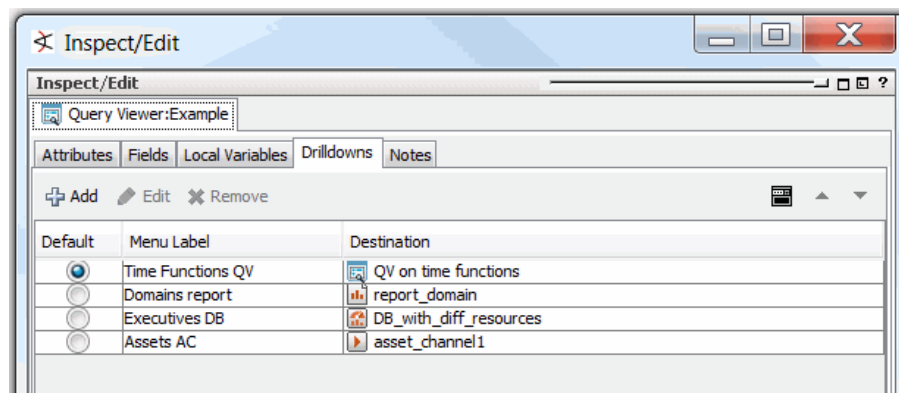 Inspect/Edit
Inspect/Edit ?
Query Viewer:Example
Attributes Fields Local Variables Drilldowns Notes
Add Edit Remove
Default Menu Label Destination
Time Functions QV QV on time functions
Domains report report_domain
Executives DB DB_with_diff_resources
Assets AC asset_channel1